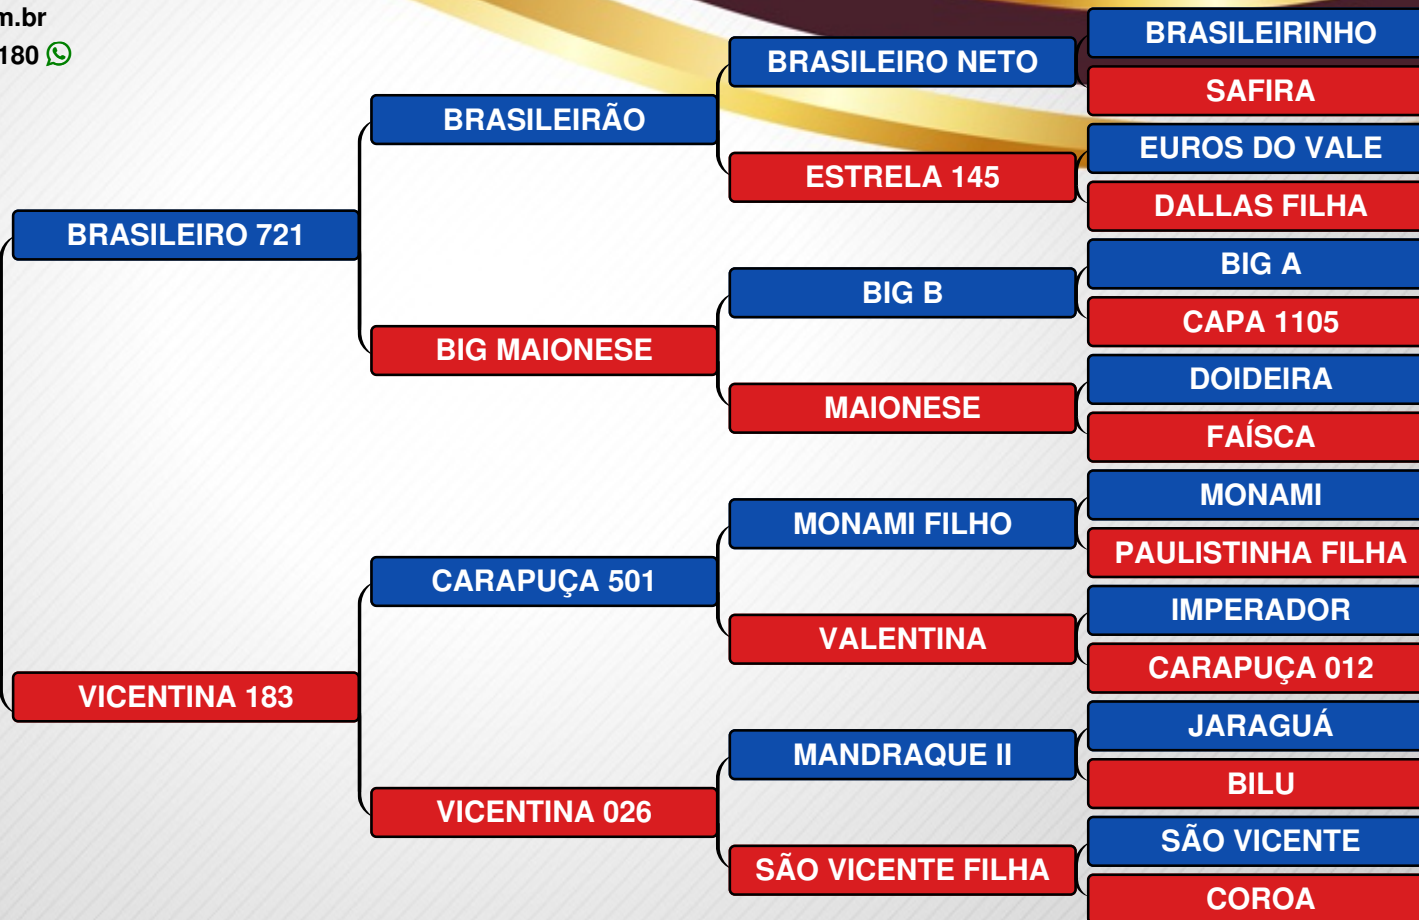 m.br
180
BRASILEIRO 721
VICENTINA 183
BRASILEIRÃO
BIG MAIONESE
CARAPUÇA 501
VICENTINA 026
BRASILEIRO NETO
ESTRELA 145
BIG B
MAIONESE
MONAMI FILHO
VALENTINA
MANDRAQUE II
SÃO VICENTE FILHA
BRASILEIRINHO
SAFIRA
EUROS DO VALE
DALLAS FILHA
BIG A
CAPA 1105
DOIDEIRA
FAÍSCA
MONAMI
PAULISTINHA FILHA
IMPERADOR
CARAPUÇA 012
JARAGUÁ
BILU
SÃO VICENTE
COROA